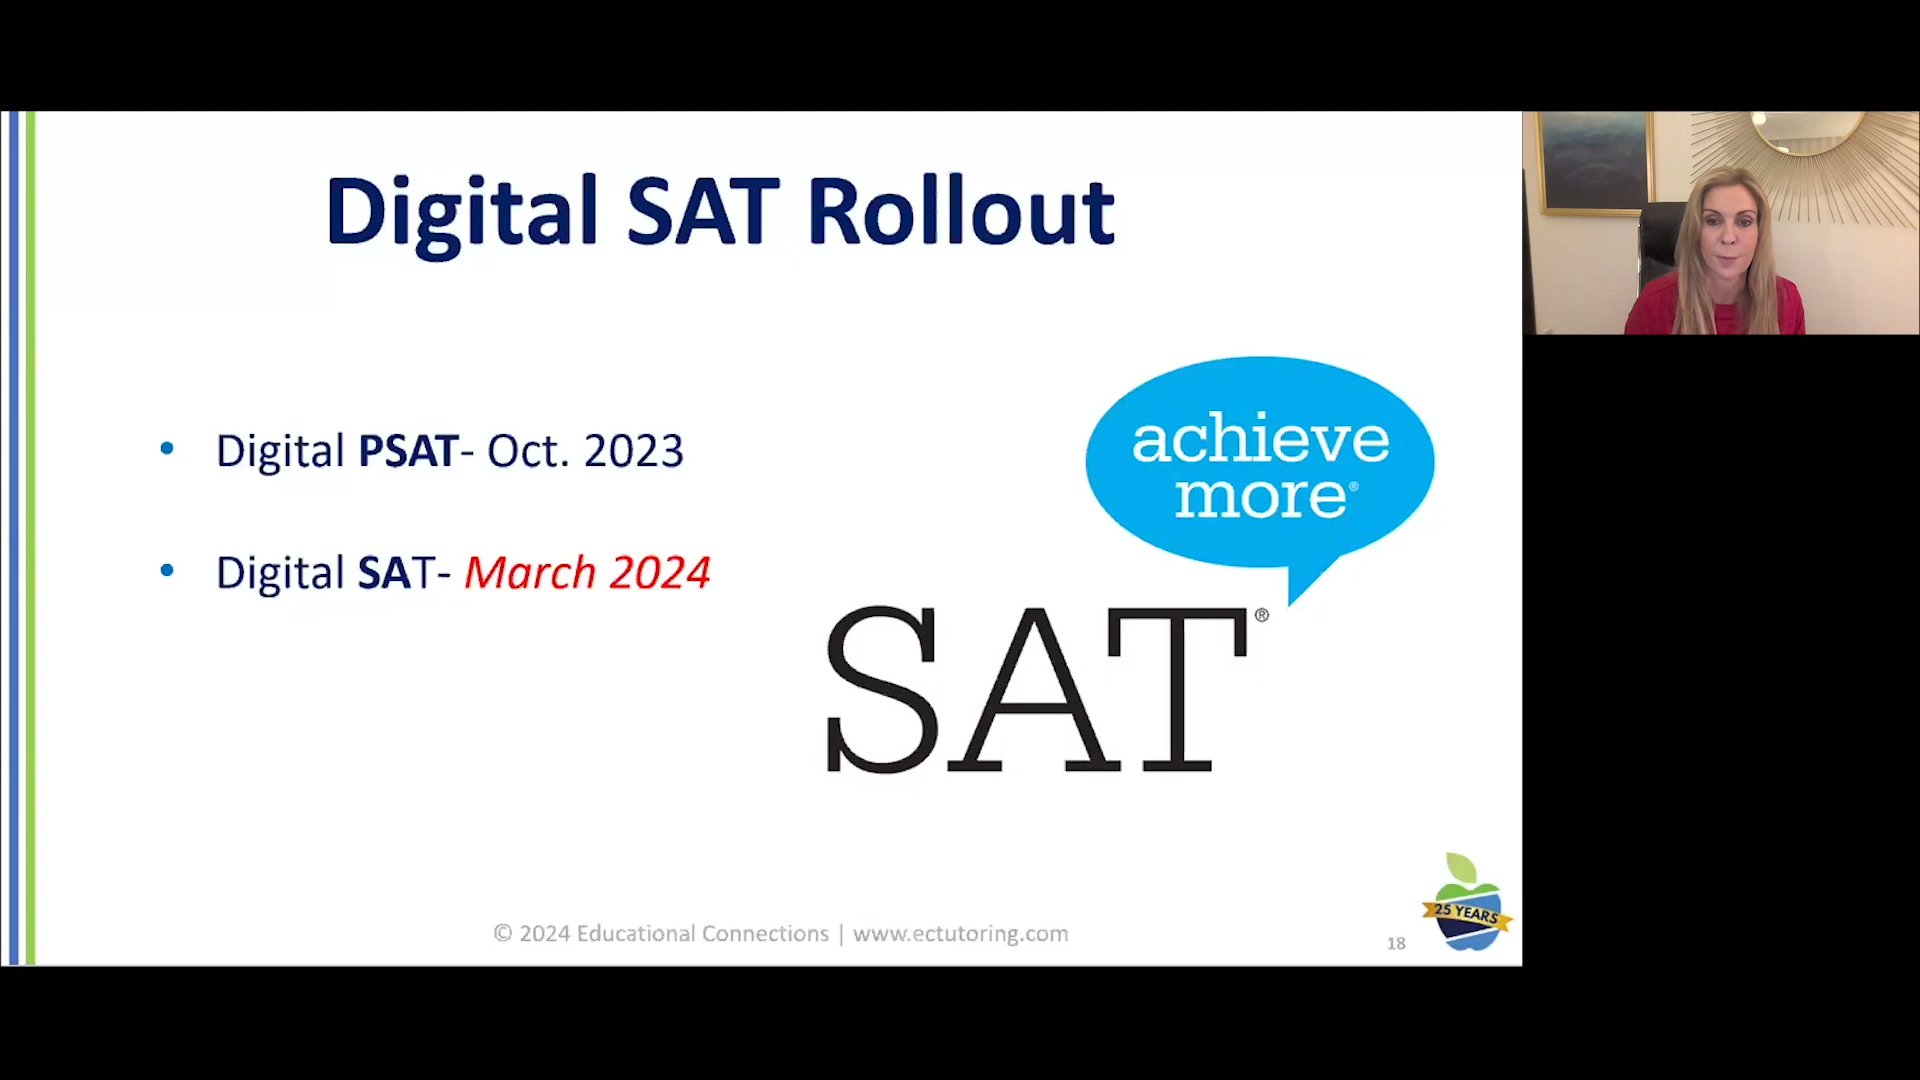 Digital SAT Rollout
• Digital PSAT- Oct. 2023
• Digital SAT- March 2024
achieve
more®
SAT®
25 YEARS
© 2024 Educational Connections | www.ectutoring.com
18